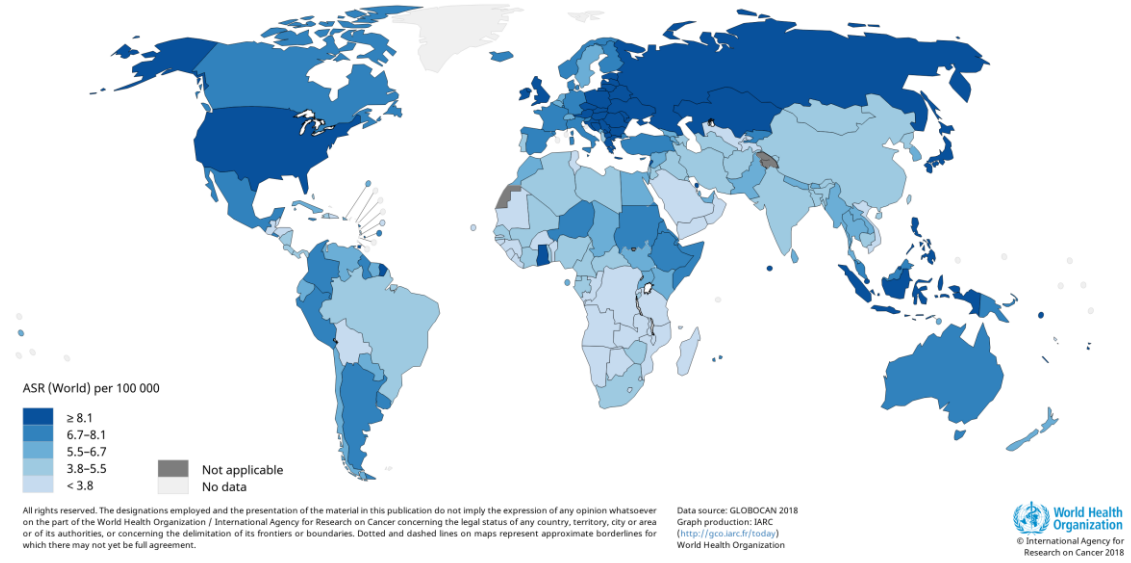 ASR (World) per 100 000
≥ 8.1
6.7–8.1
5.5–6.7
3.8–5.5
< 3.8
Not applicable
No data
All rights reserved. The designations employed and the presentation of the material in this publication do not imply the expression of any opinion whatsoever
on the part of the World Health Organization / International Agency for Research on Cancer concerning the legal status of any country, territory, city or area
or of its authorities, or concerning the delimitation of its frontiers or boundaries. Dotted and dashed lines on maps represent approximate borderlines for
which there may not yet be full agreement.
Data source: GLOBOCAN 2018
Graph production: IARC
(http://gco.iarc.fr/today)
World Health Organization
World Health
Organization
© International Agency for
Research on Cancer 2018